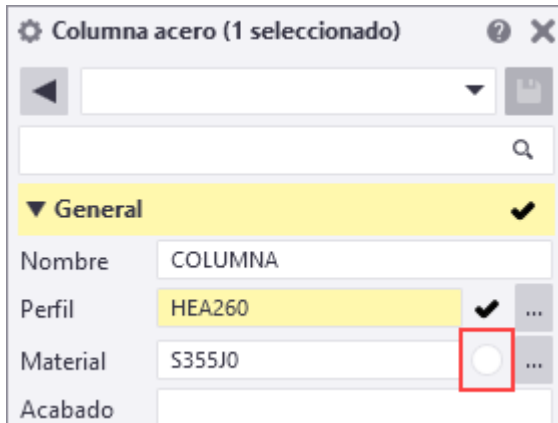 Columna acero (1 seleccionado)
General
Nombre COLUMNA
Perfil HEA260 ...
Material S355J0 ...
Acabado